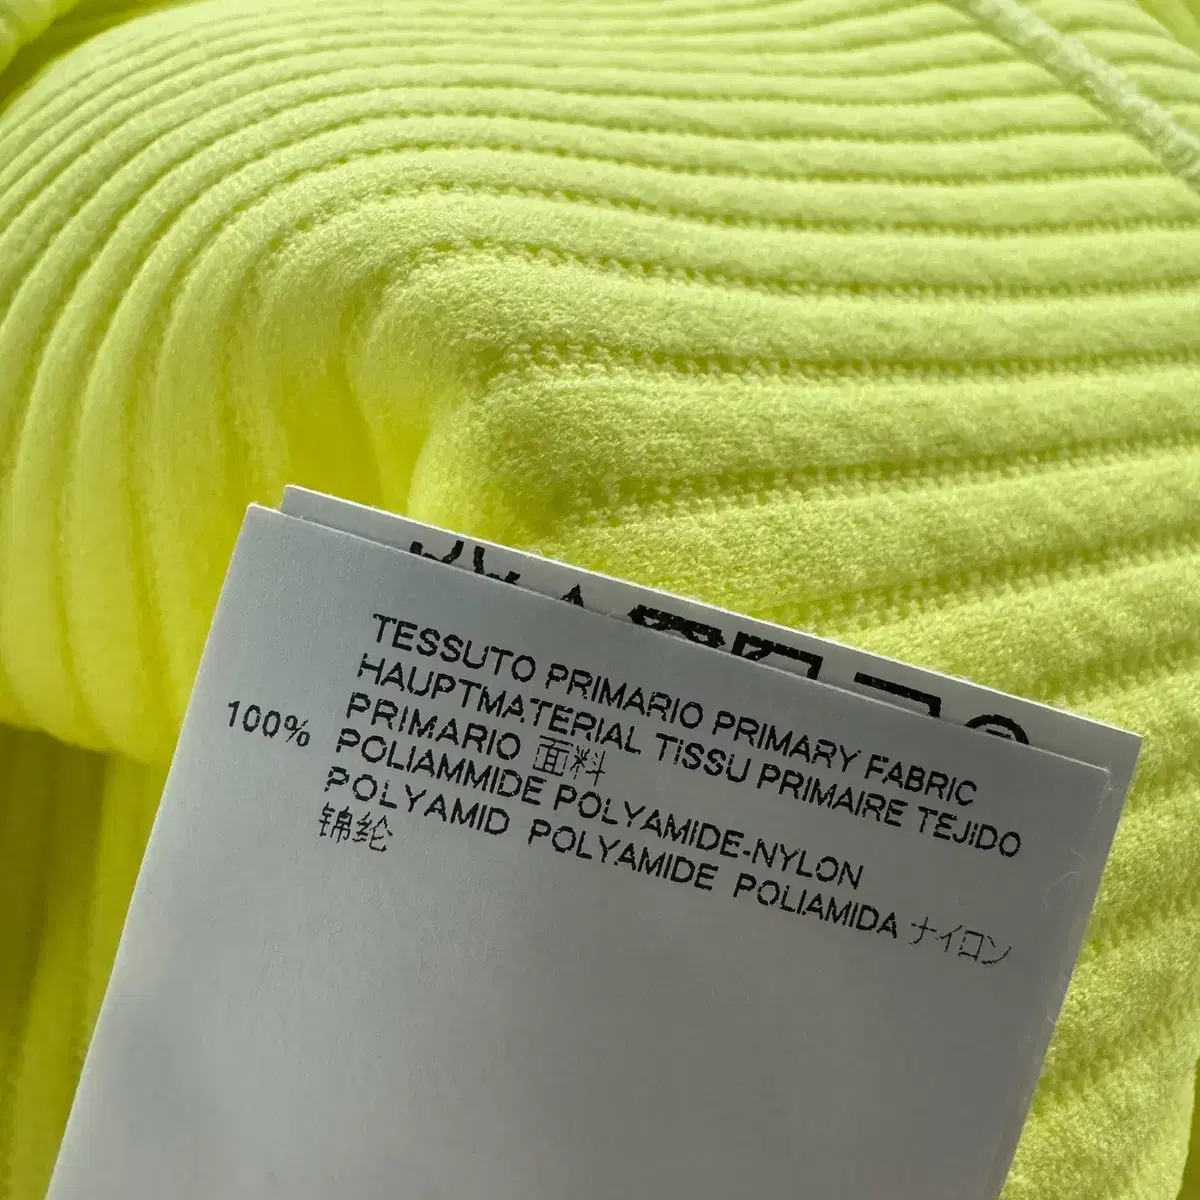 TESSUTO PRIMARIO PRIMARY FABRIC
HAUPTMATERIAL TISSU PRIMAIRE TEJIDO
PRIMARIO 面料
100% POLIAMMIDE POLYAMIDE-NYLON
POLYAMID POLYAMIDE POLIAMIDA ナイロン
锦纶